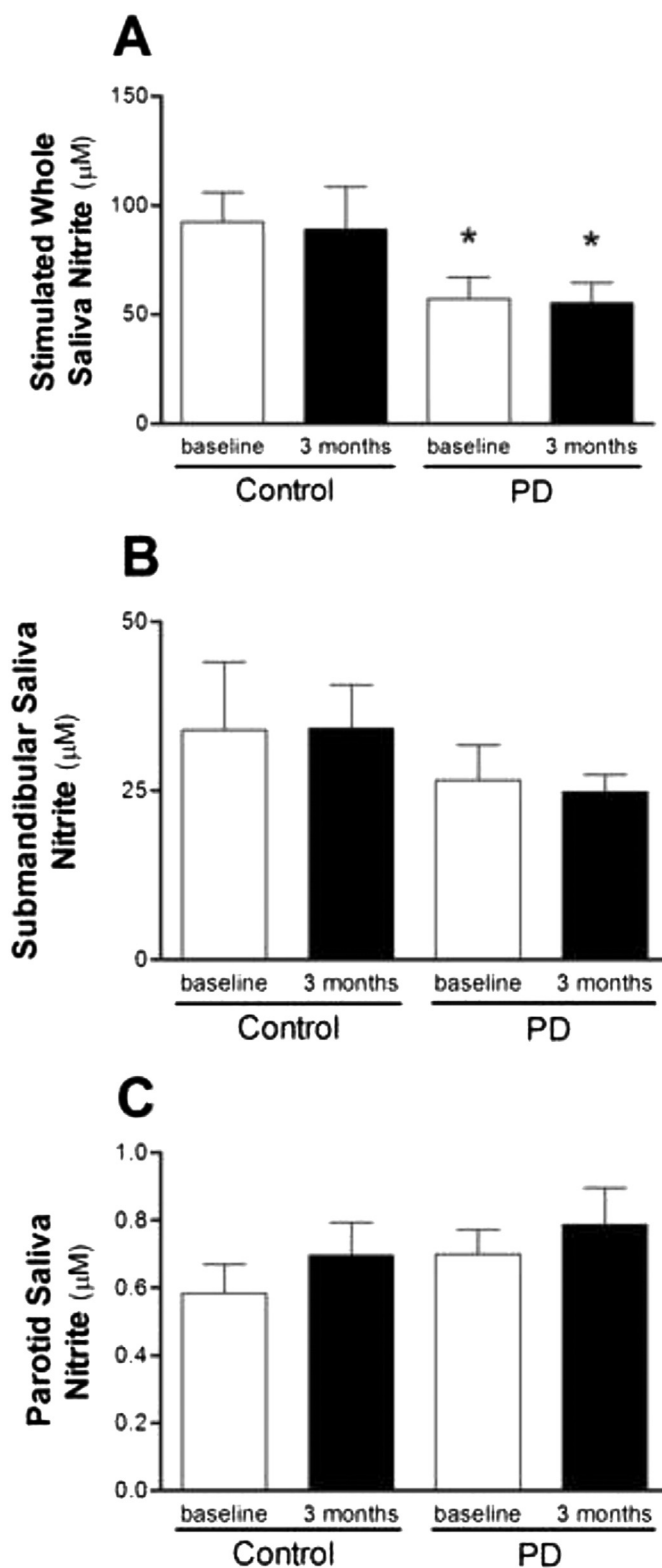 A
Stimulated Whole
Saliva Nitrite (μM)
150
100
50
0
*
*
baseline
3 months
baseline
3 months
Control
PD
B
Submandibular Saliva
Nitrite (μM)
50
25
0
baseline
3 months
baseline
3 months
Control
PD
C
Parotid Saliva
Nitrite (μM)
1.0
0.8
0.6
0.4
0.2
0.0
baseline
3 months
baseline
3 months
Control
PD